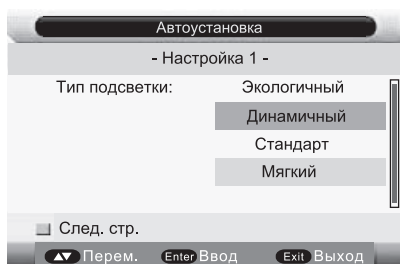 Автоустановка
- Настройка 1 -
Тип подсветки: Экологичный
Динамичный
Стандарт
Мягкий
След. стр.
Перем. Enter Ввод Exit Выход